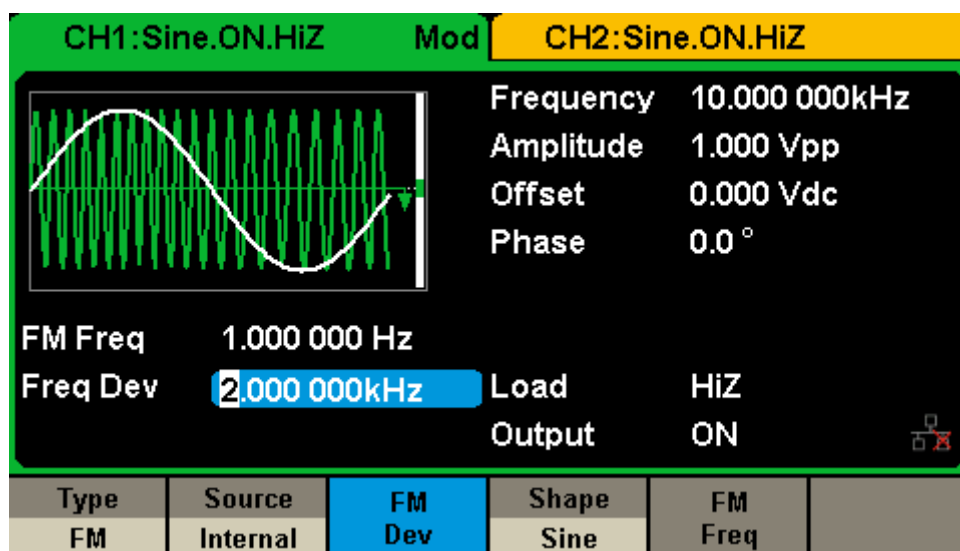 CH1:Sine.ON.HiZ Mod CH2:Sine.ON.HiZ
Frequency 10.000 000kHz
Amplitude 1.000 Vpp
Offset 0.000 Vdc
Phase 0.0 °
FM Freq 1.000 000 Hz
Freq Dev 2.000 000kHz Load HiZ
Output ON
Type Source FM Shape FM
FM Internal Dev Sine Freq